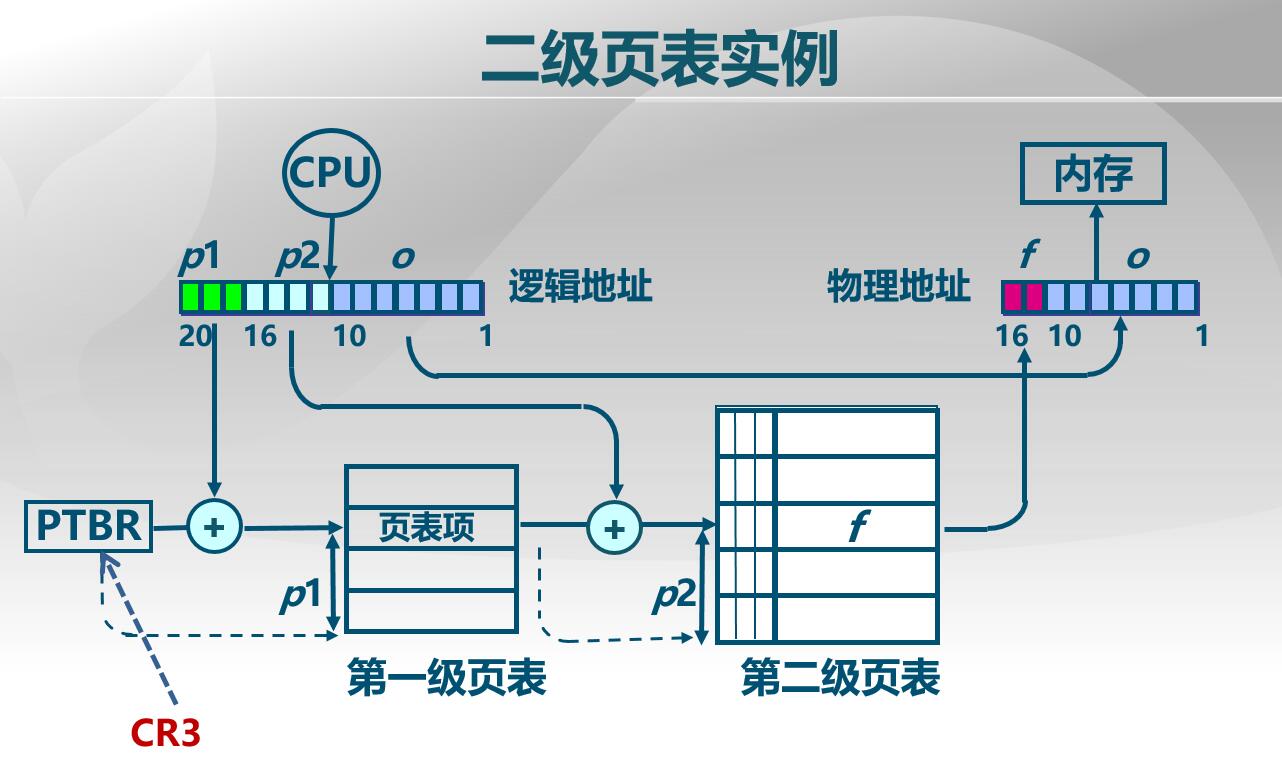 二级页表实例
CPU
内存
p1 p2 o
f o
逻辑地址
物理地址
20 16 10 1
16 10 1
PTBR
+
页表项
+
f
p1
p2
第一级页表
第二级页表
CR3